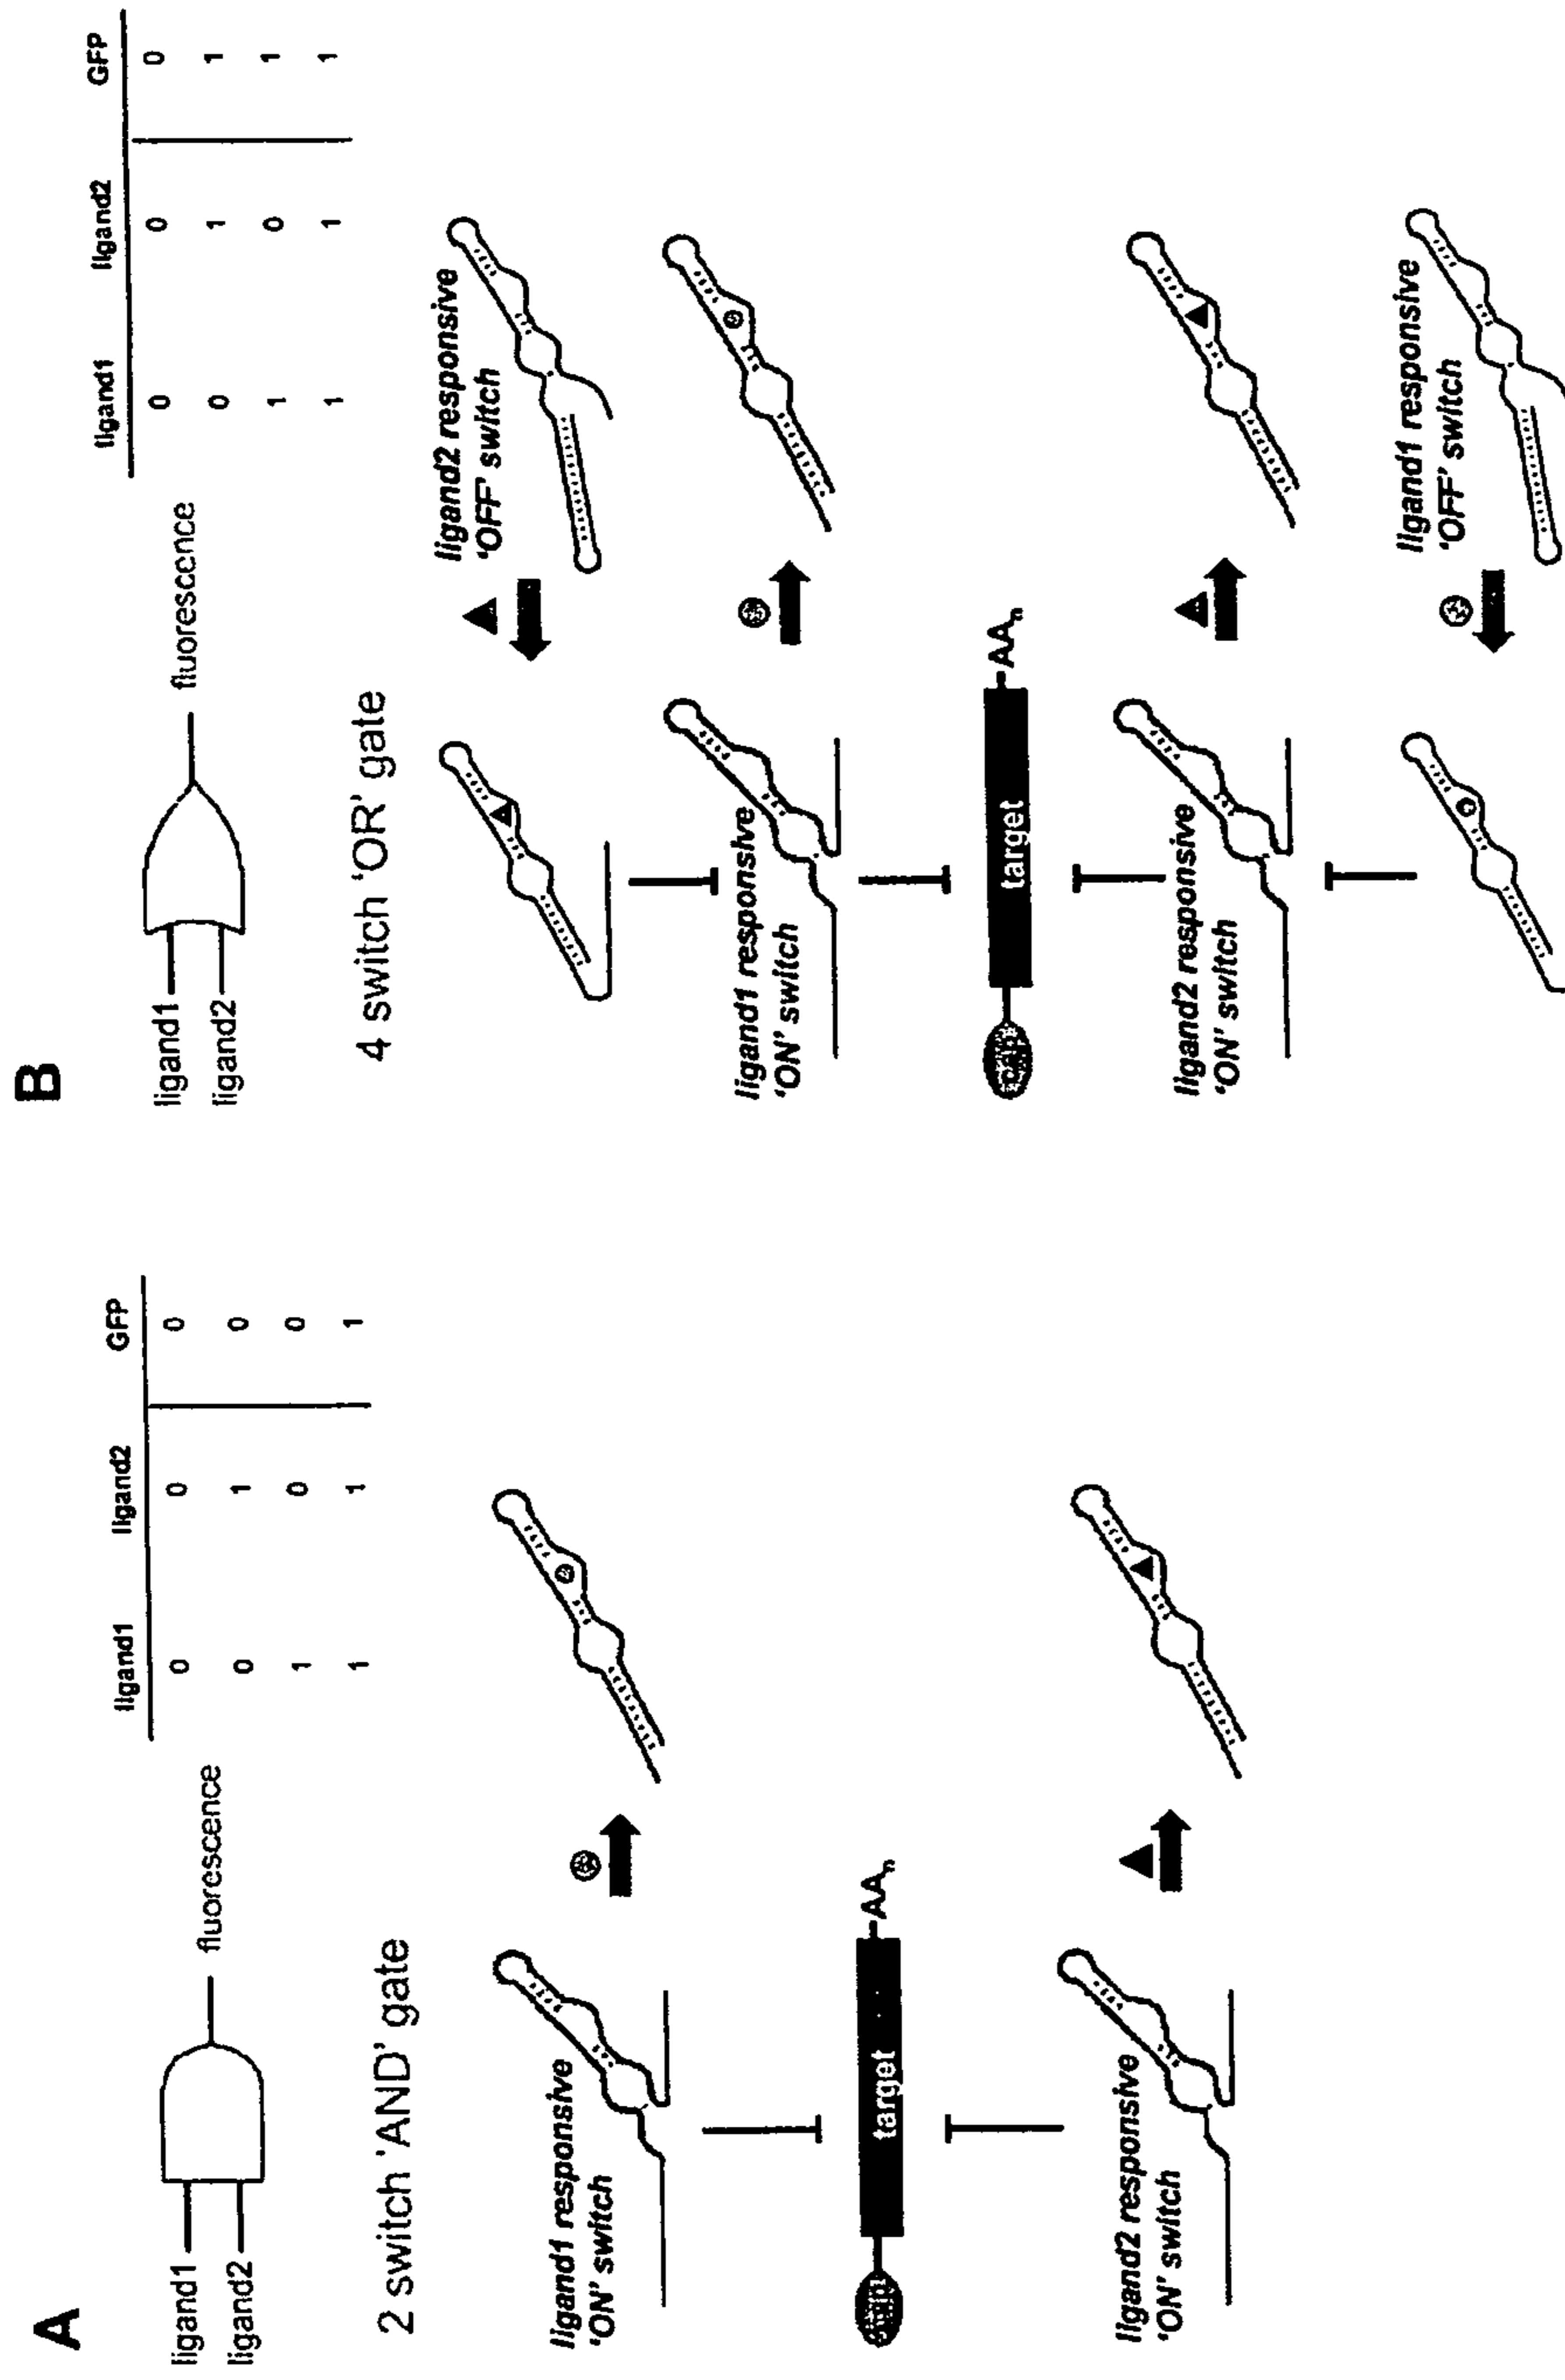 A
ligand1
ligand2
fluorescence
ligand1 ligand2 GFP
0 0 0
0 1 0
1 0 0
1 1 1
2 switch 'AND' gate
ligand1 responsive
'ON' switch
target
AAn
ligand2 responsive
'ON' switch
B
ligand1
ligand2
fluorescence
ligand1 ligand2 GFP
0 0 0
0 1 1
1 0 1
1 1 1
4 switch 'OR' gate
ligand2 responsive
'OFF' switch
ligand1 responsive
'ON' switch
target
AAn
ligand2 responsive
'ON' switch
ligand1 responsive
'OFF' switch